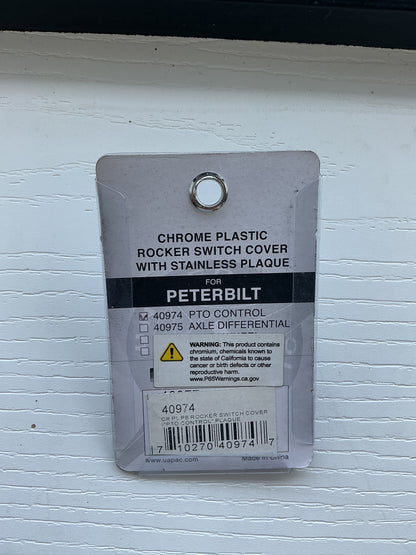 CHROME PLASTIC
ROCKER SWITCH COVER
WITH STAINLESS PLAQUE
FOR
PETERBILT
40974 PTO CONTROL
40975 AXLE DIFFERENTIAL
WARNING: This product contains
chromium, chemicals known to
the state of California to cause
cancer or birth defects or other
reproductive harm.
www.P65Warnings.ca.gov
40974
CR PL PB ROCKER SWITCH COVER
"PTO CONTROL" PLAQUE
7 10270 40974 7
www.uapac.com Made in China